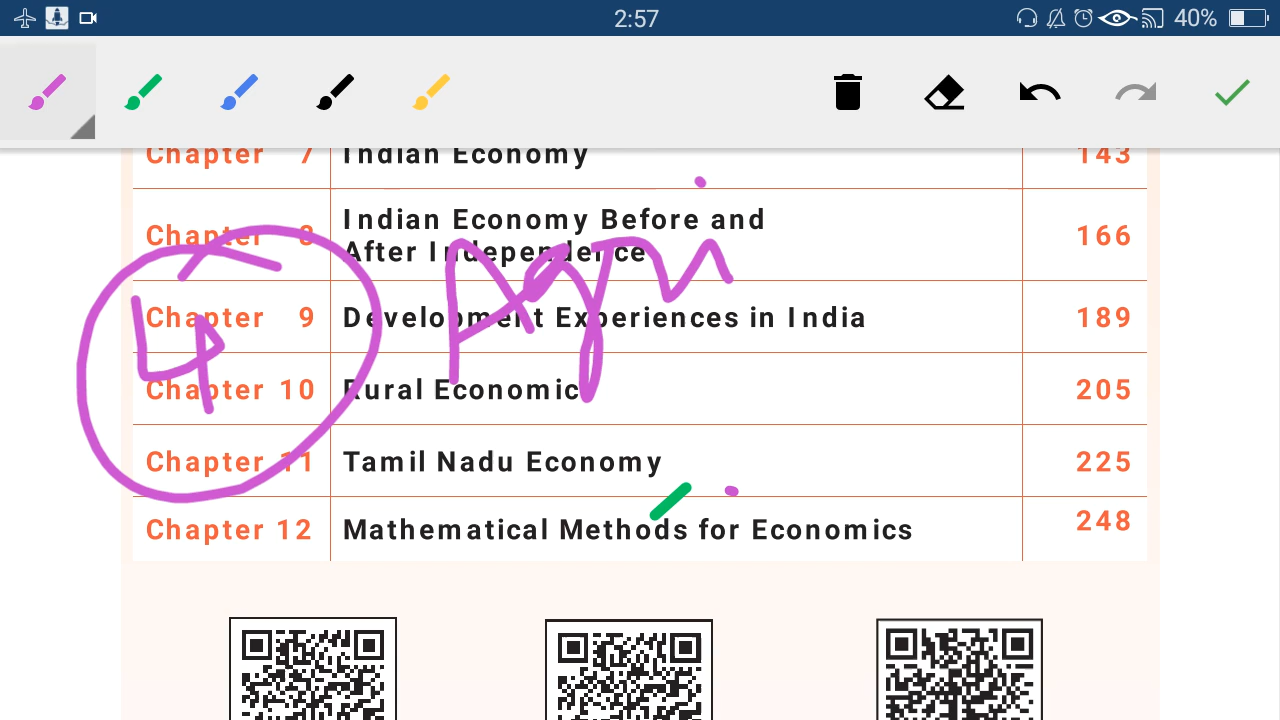 2:57 40%
Chapter 7 Indian Economy 143
Chapter 8 Indian Economy Before and
After Independence 166
Chapter 9 Development Experiences in India 189
Chapter 10 Rural Economic 205
Chapter 11 Tamil Nadu Economy 225
Chapter 12 Mathematical Methods for Economics 248
4